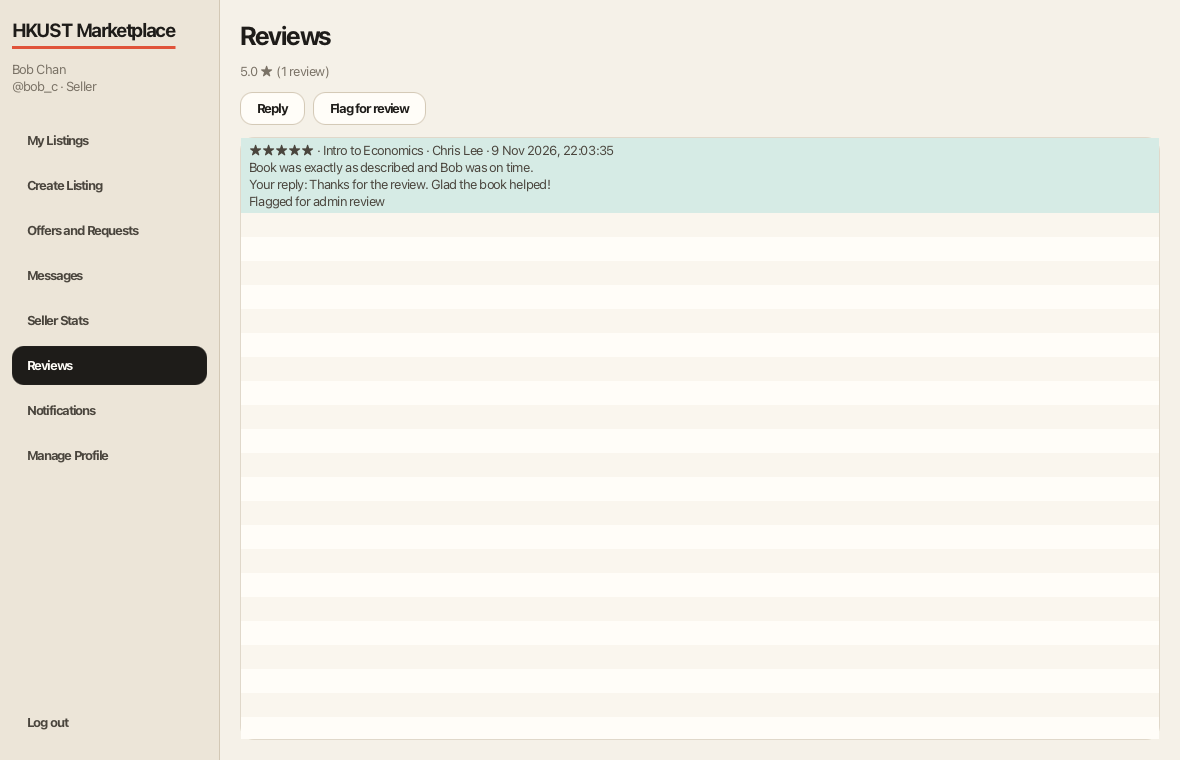 HKUST Marketplace
Bob Chan
@bob_c · Seller
My Listings
Create Listing
Offers and Requests
Messages
Seller Stats
Reviews
Notifications
Manage Profile
Log out
Reviews
5.0 ★ (1 review)
Reply
Flag for review
★★★★★ · Intro to Economics · Chris Lee · 9 Nov 2026, 22:03:35
Book was exactly as described and Bob was on time.
Your reply: Thanks for the review. Glad the book helped!
Flagged for admin review